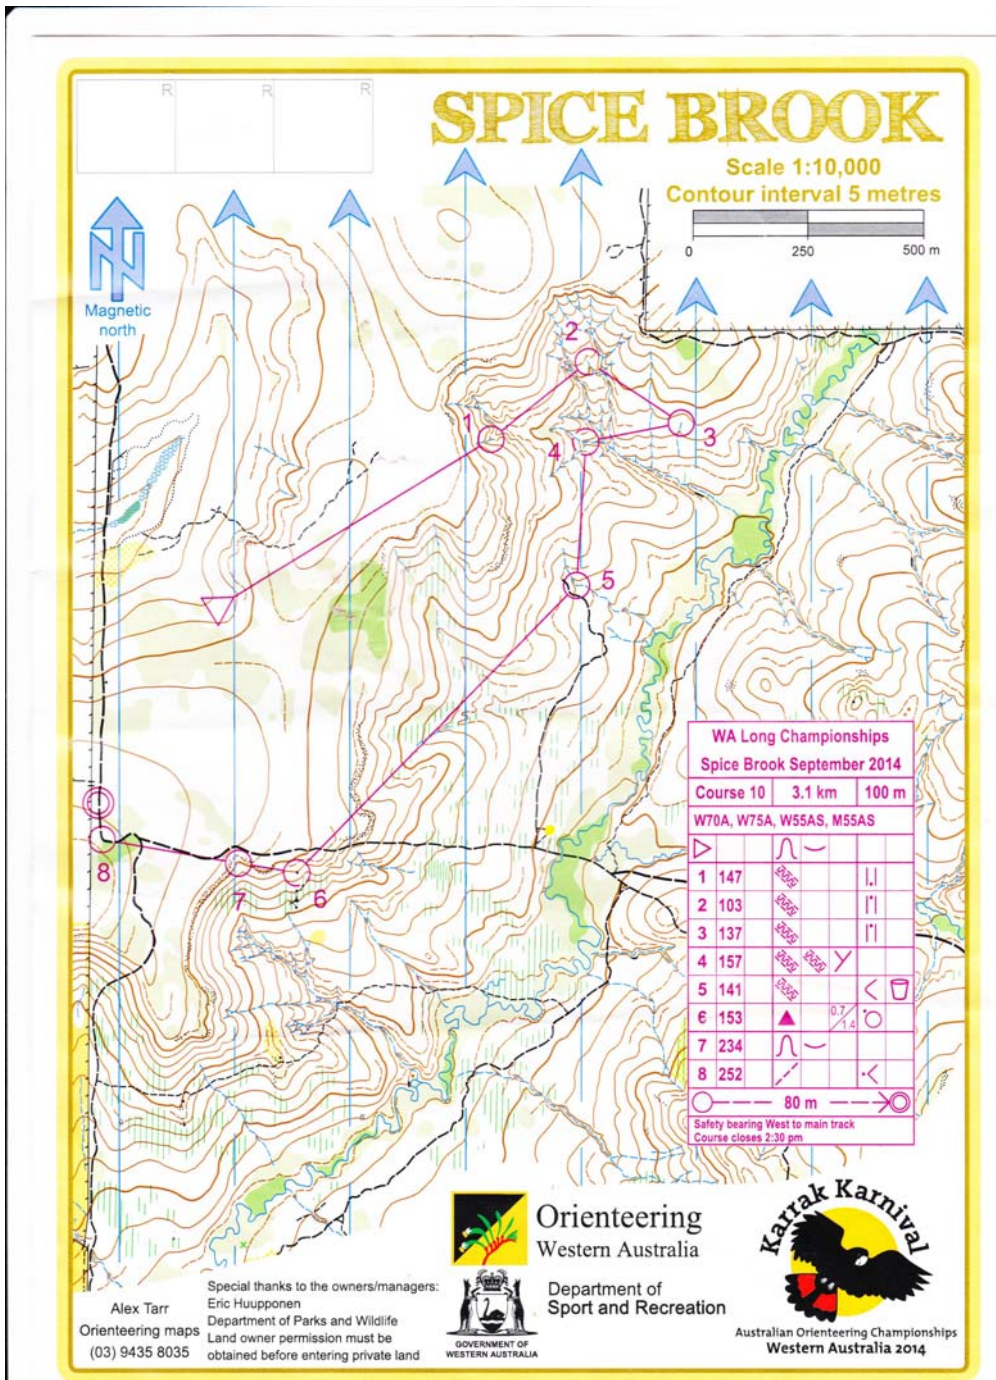 R R R
SPICE BROOK
Scale 1:10,000
Contour interval 5 metres
0 250 500 m
Magnetic
north
2
1
3
4
5
8
7
6
WA Long Championships
Spice Brook September 2014
Course 10 3.1 km 100 m
W70A, W75A, W55AS, M55AS
1 147
2 103
3 137
4 157
5 141
6 153 0.7/1.4
7 234
8 252
80 m
Safety bearing West to main track
Course closes 2:30 pm
Alex Tarr
Orienteering maps
(03) 9435 8035
Special thanks to the owners/managers:
Eric Huupponen
Department of Parks and Wildlife
Land owner permission must be
obtained before entering private land
Orienteering
Western Australia
GOVERNMENT OF
WESTERN AUSTRALIA
Department of
Sport and Recreation
Karrak Karnival
Australian Orienteering Championships
Western Australia 2014